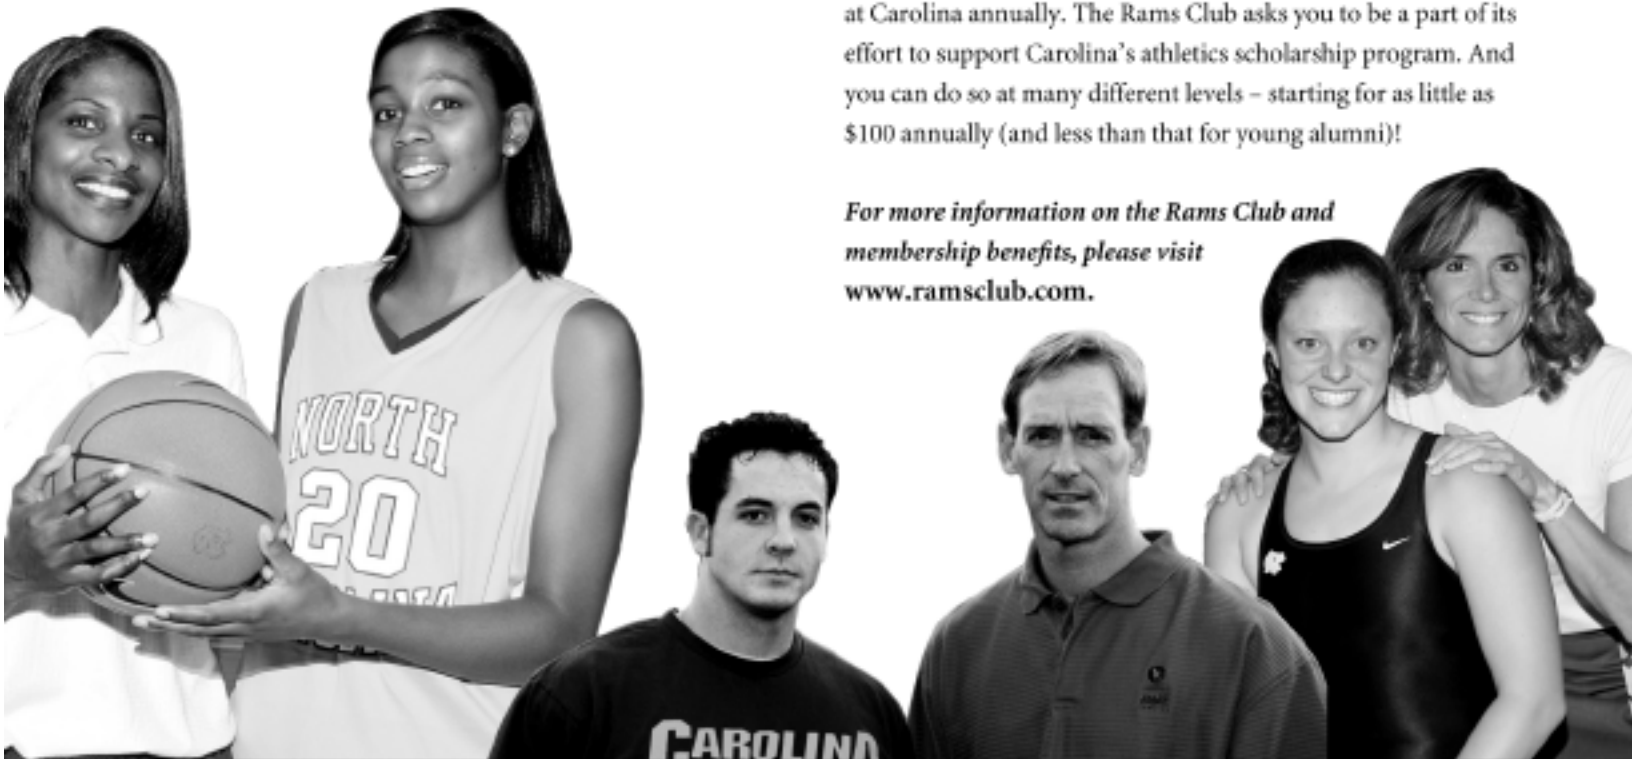 at Carolina annually. The Rams Club asks you to be a part of its
effort to support Carolina's athletics scholarship program. And
you can do so at many different levels – starting for as little as
$100 annually (and less than that for young alumni)!
For more information on the Rams Club and
membership benefits, please visit
www.ramsclub.com.
NORTH
20
CAROLINA